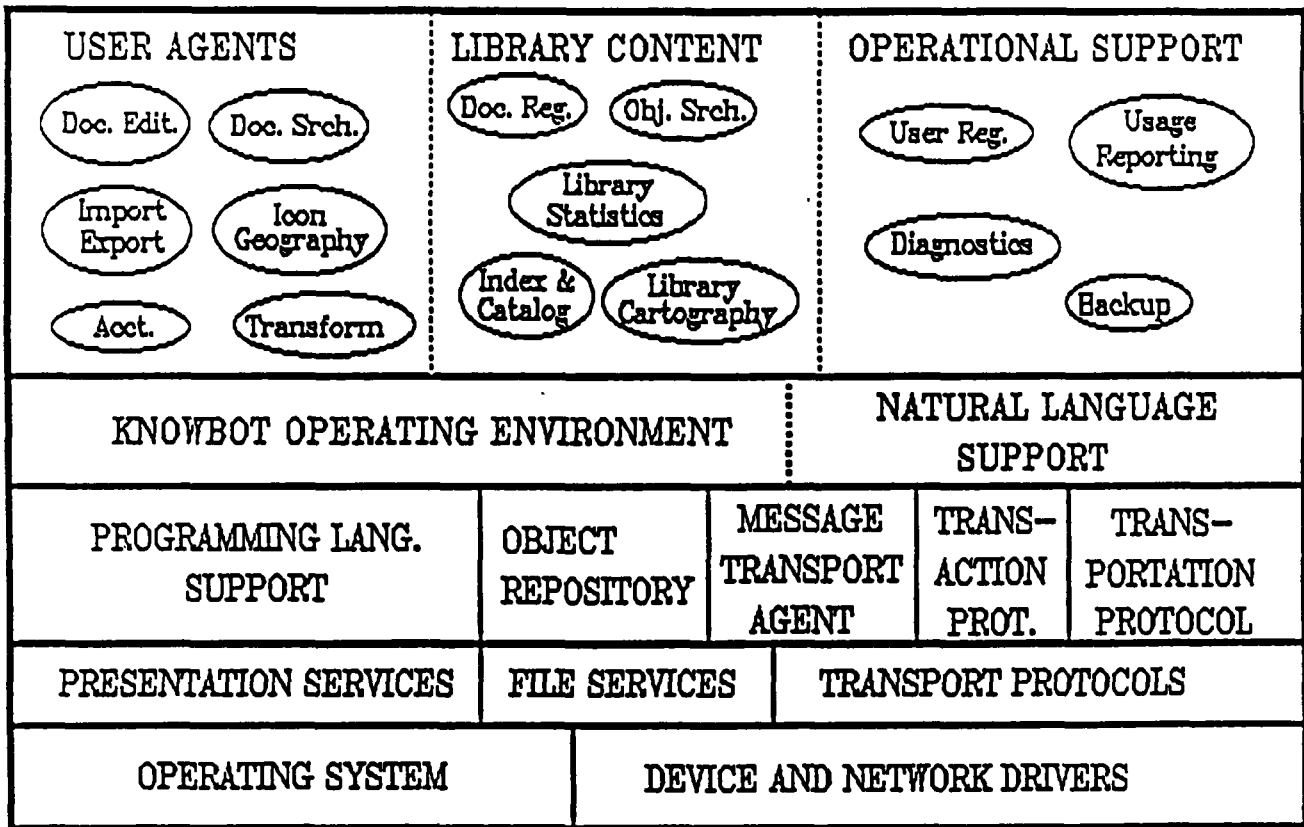 USER AGENTS
Doc. Edit.
Doc. Srch.
Import
Export
Icon
Geography
Acct.
Transform
LIBRARY CONTENT
Doc. Reg.
Obj. Srch.
Library
Statistics
Index &
Catalog
Library
Cartography
OPERATIONAL SUPPORT
User Reg.
Usage
Reporting
Diagnostics
Backup
KNOWBOT OPERATING ENVIRONMENT
NATURAL LANGUAGE
SUPPORT
PROGRAMMING LANG.
SUPPORT
OBJECT
REPOSITORY
MESSAGE
TRANSPORT
AGENT
TRANS-
ACTION
PROT.
TRANS-
PORTATION
PROTOCOL
PRESENTATION SERVICES
FILE SERVICES
TRANSPORT PROTOCOLS
OPERATING SYSTEM
DEVICE AND NETWORK DRIVERS